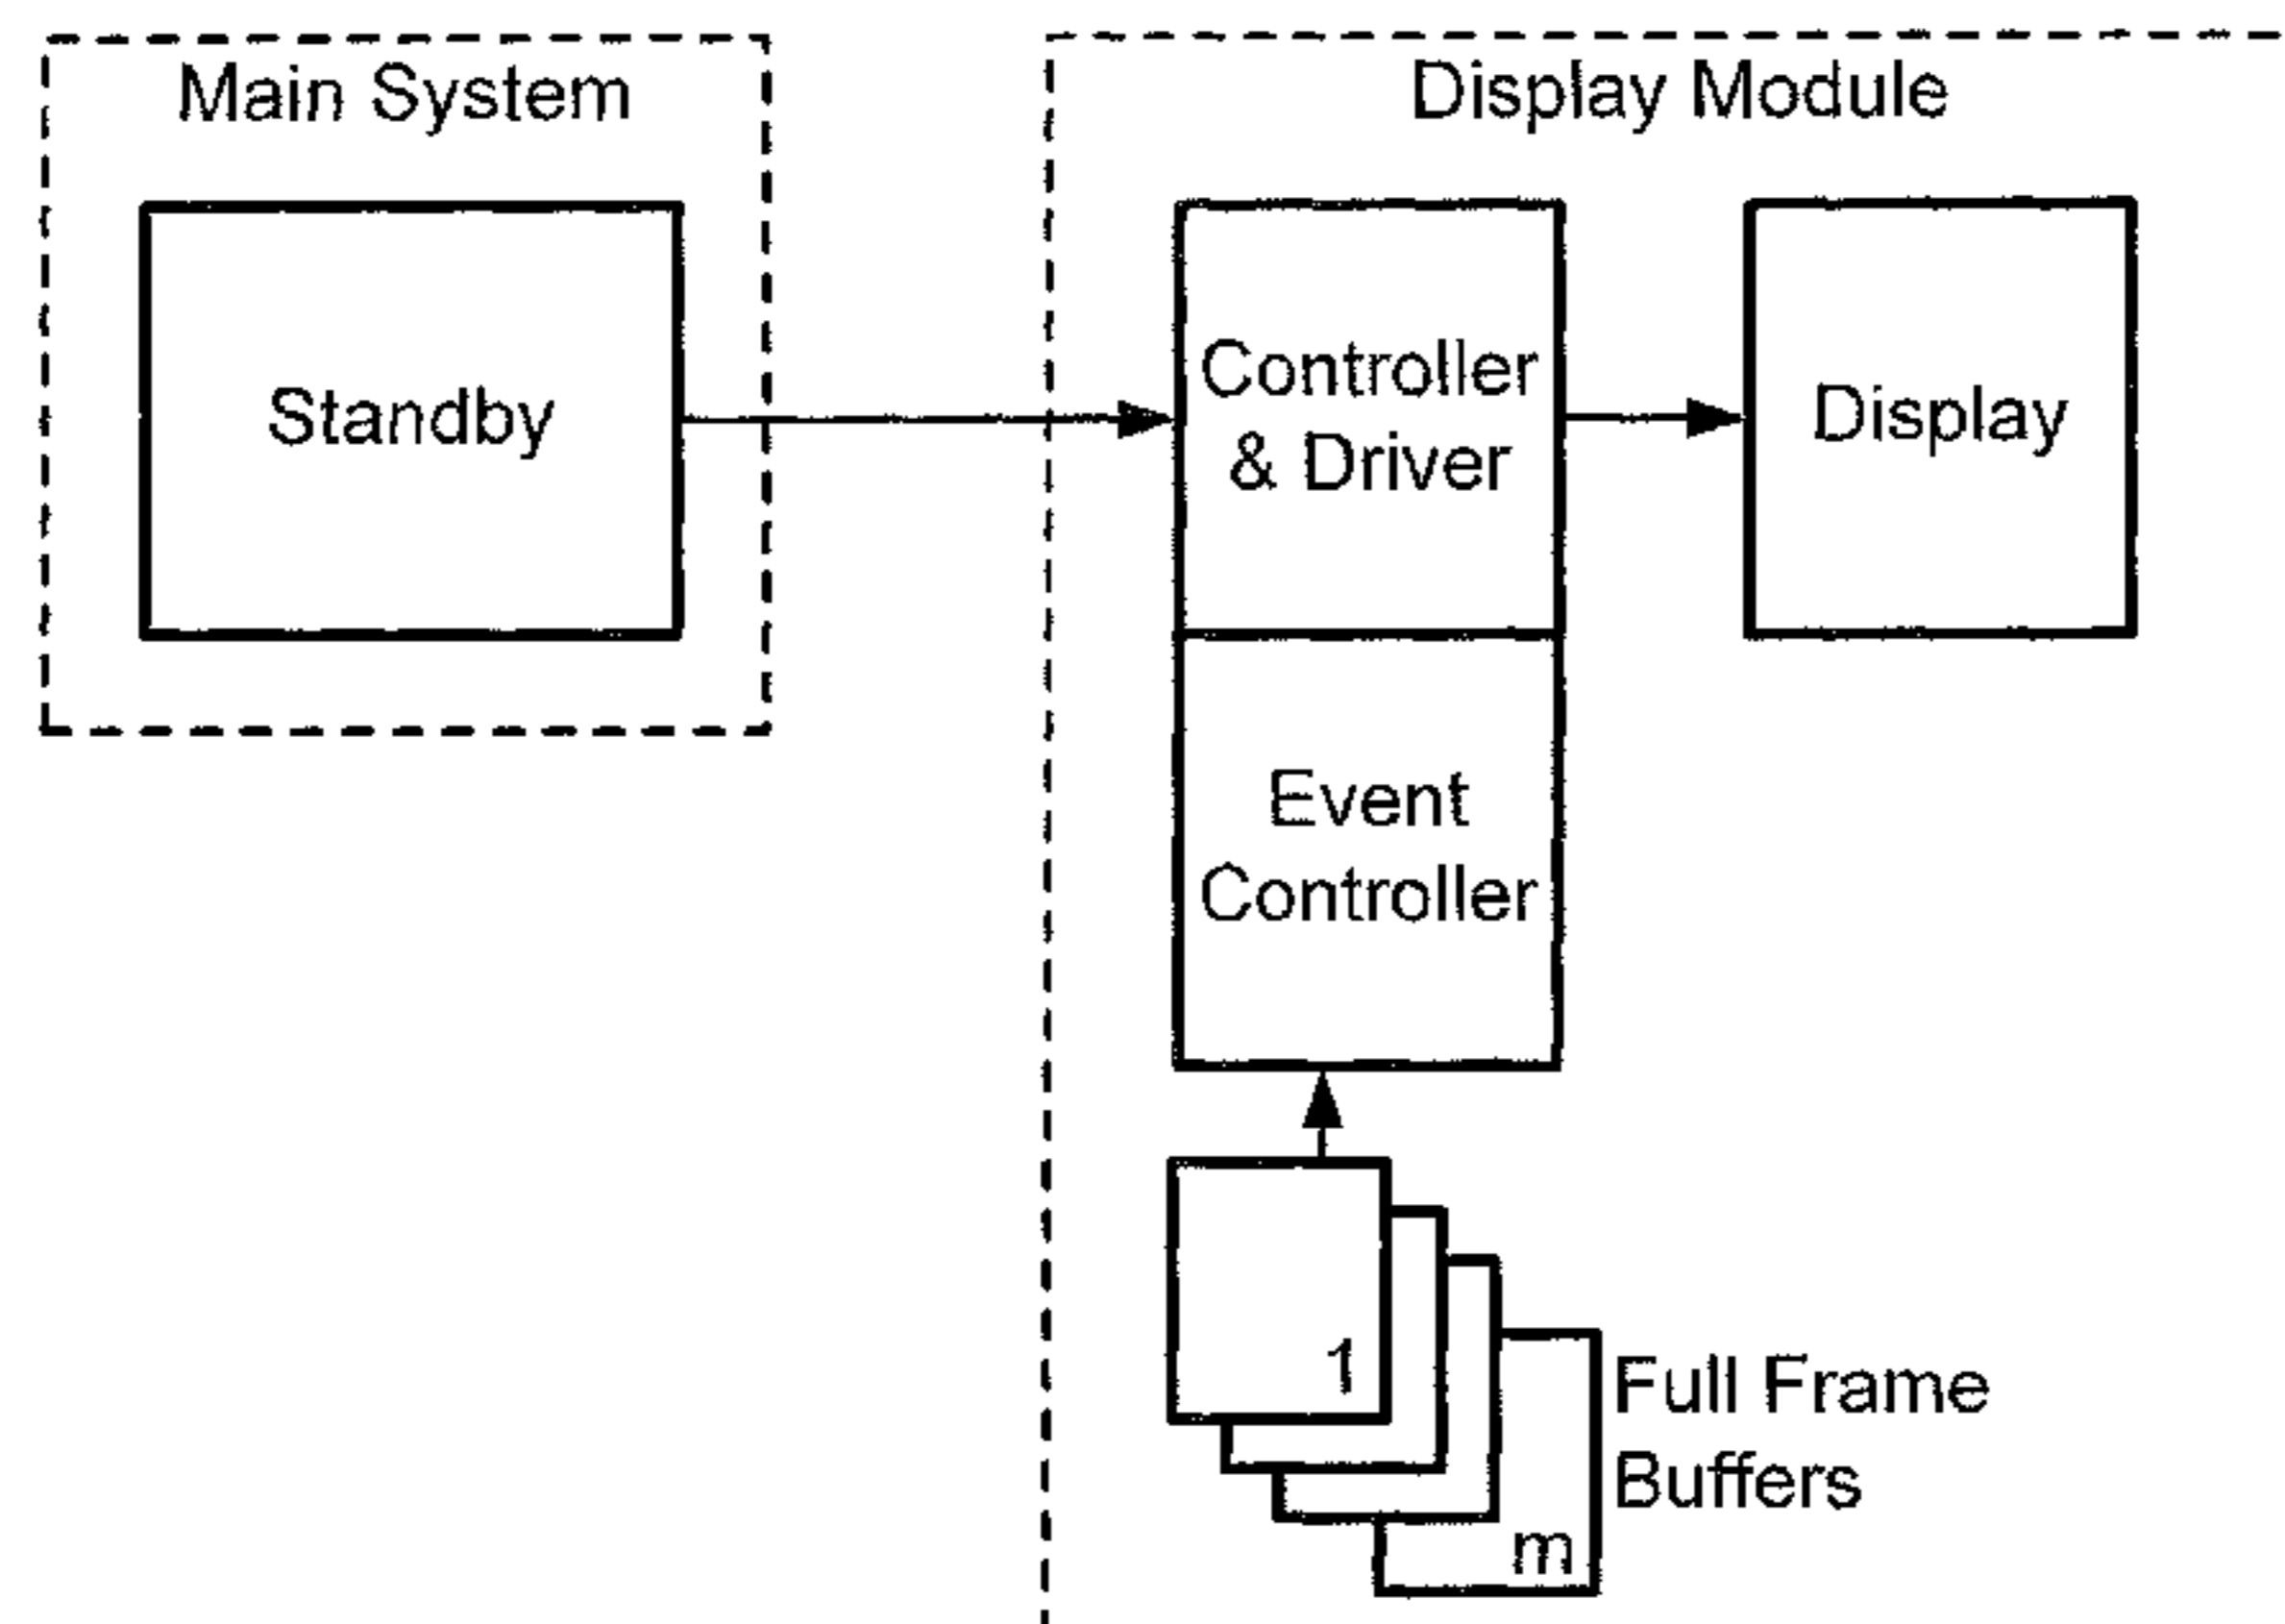 Main System
Display Module
Standby
Controller
& Driver
Display
Event
Controller
1
Full Frame
Buffers
m